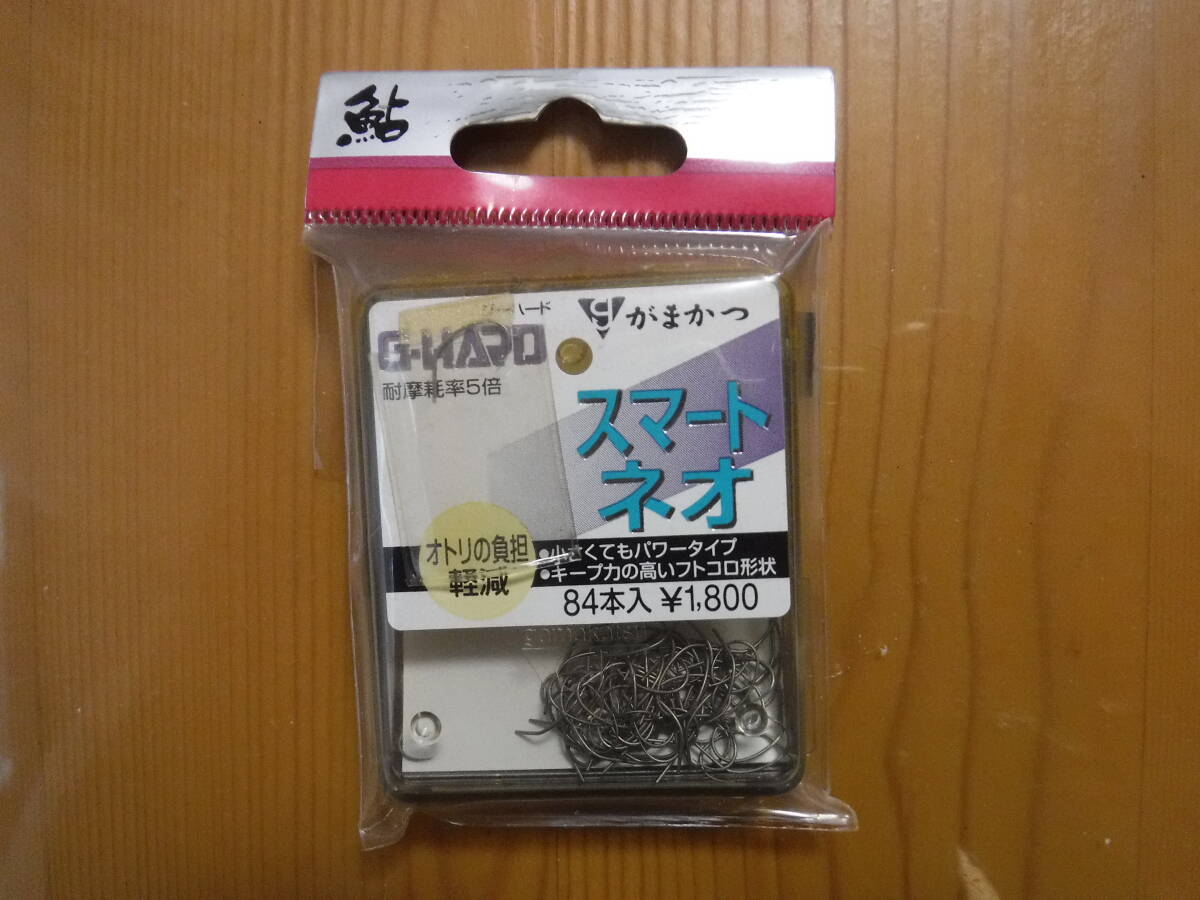 鮎
ハード
がまかつ
G-HARD
耐摩耗率5倍
スマート
ネオ
オトリの負担
軽減
●小さくてもパワータイプ
●キープ力の高いフトコロ形状
84本入 ¥1,800
gamakatsu